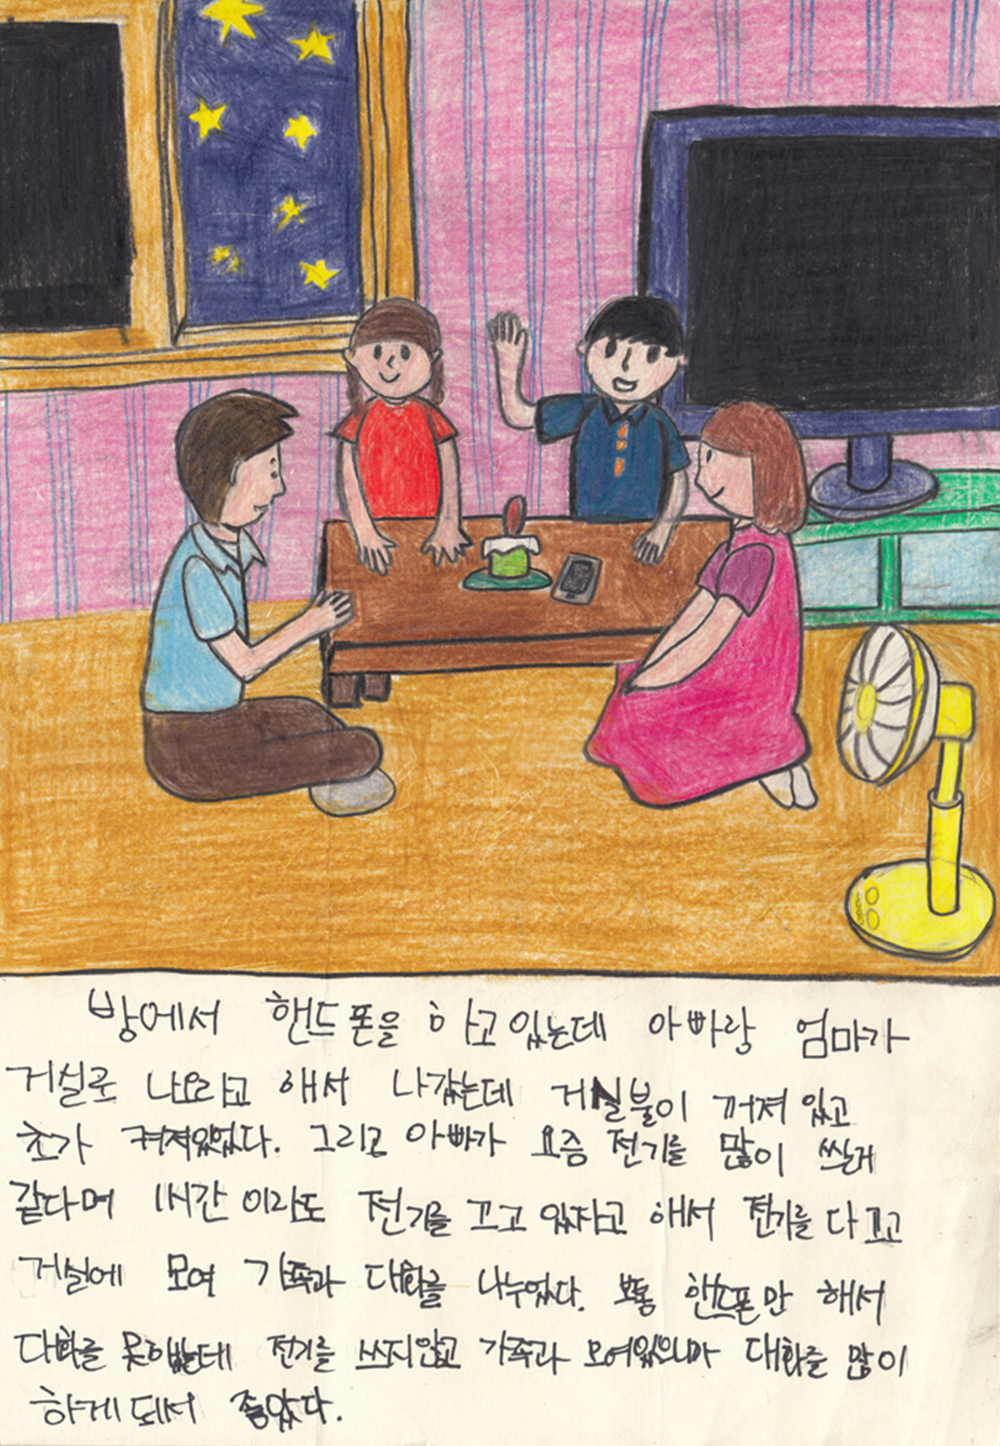 방에서 핸드폰을 하고 있는데 아빠랑 엄마가
거실로 나오라고 해서 나갔는데 거실불이 꺼져 있고
초가 켜져있었다. 그리고 아빠가 요즘 전기를 많이 쓰는거
같다며 1시간 이라도 전기를 끄고 있자고 해서 전기를 다 끄고
거실에 모여 가족과 대화를 나누었다. 보통 핸드폰만 해서
대화를 못했는데 전기를 쓰지않고 가족과 모여있으니까 대화를 많이
하게 되서 좋았다.